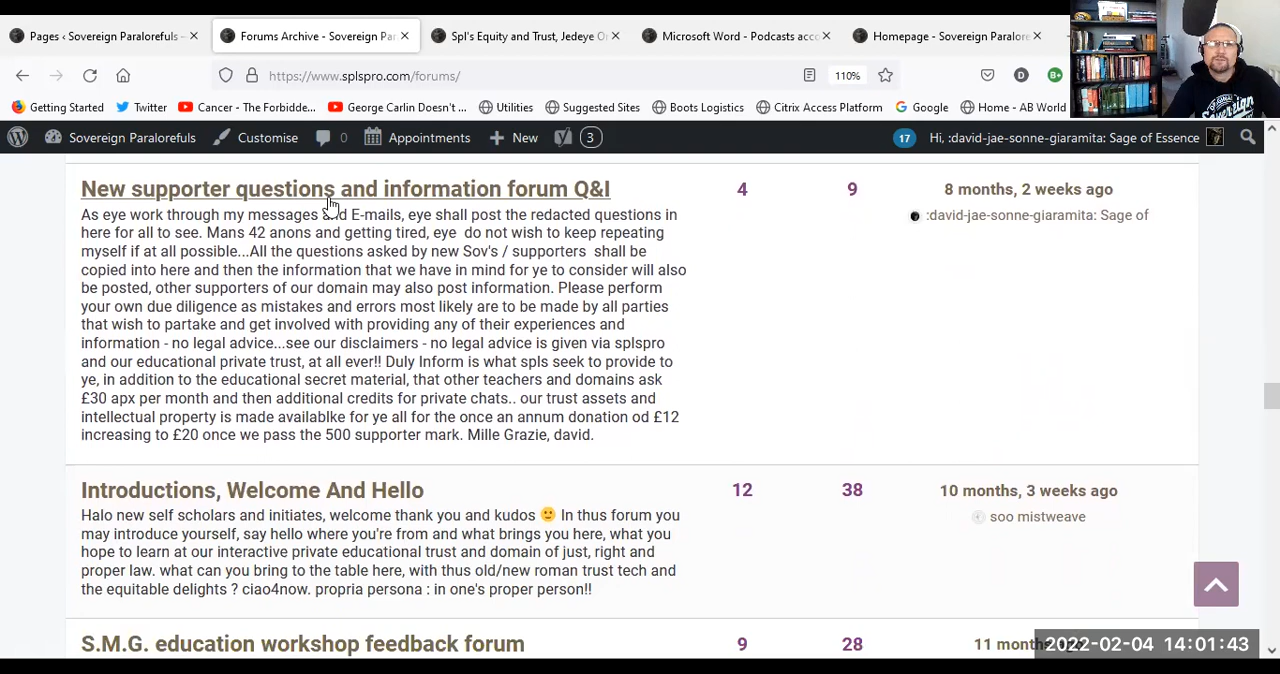 Pages ‹ Sovereign Paralorefuls –
Forums Archive - Sovereign Par
Spl's Equity and Trust, Jedeye O
Microsoft Word - Podcasts acc
Homepage - Sovereign Paralore
https://www.splspro.com/forums/
110%
D
B+
Getting Started
Twitter
Cancer - The Forbidde...
George Carlin Doesn't ...
Utilities
Suggested Sites
Boots Logistics
Citrix Access Platform
Google
Home - AB World
Sovereign Paralorefuls
Customise
0
Appointments
New
3
17
Hi, :david-jae-sonne-giaramita: Sage of Essence
New supporter questions and information forum Q&I
4
9
8 months, 2 weeks ago
:david-jae-sonne-giaramita: Sage of
As eye work through my messages and E-mails, eye shall post the redacted questions in
here for all to see. Mans 42 anons and getting tired, eye do not wish to keep repeating
myself if at all possible...All the questions asked by new Sov's / supporters shall be
copied into here and then the information that we have in mind for ye to consider will also
be posted, other supporters of our domain may also post information. Please perform
your own due diligence as mistakes and errors most likely are to be made by all parties
that wish to partake and get involved with providing any of their experiences and
information - no legal advice...see our disclaimers - no legal advice is given via splspro
and our educational private trust, at all ever!! Duly Inform is what spls seek to provide to
ye, in addition to the educational secret material, that other teachers and domains ask
£30 apx per month and then additional credits for private chats.. our trust assets and
intellectual property is made availablke for ye all for the once an annum donation od £12
increasing to £20 once we pass the 500 supporter mark. Mille Grazie, david.
Introductions, Welcome And Hello
12
38
10 months, 3 weeks ago
soo mistweave
Halo new self scholars and initiates, welcome thank you and kudos 🙂 In thus forum you
may introduce yourself, say hello where you're from and what brings you here, what you
hope to learn at our interactive private educational trust and domain of just, right and
proper law. what can you bring to the table here, with thus old/new roman trust tech and
the equitable delights ? ciao4now. propria persona : in one's proper person!!
S.M.G. education workshop feedback forum
9
28
11 month
2022-02-04 14:01:43